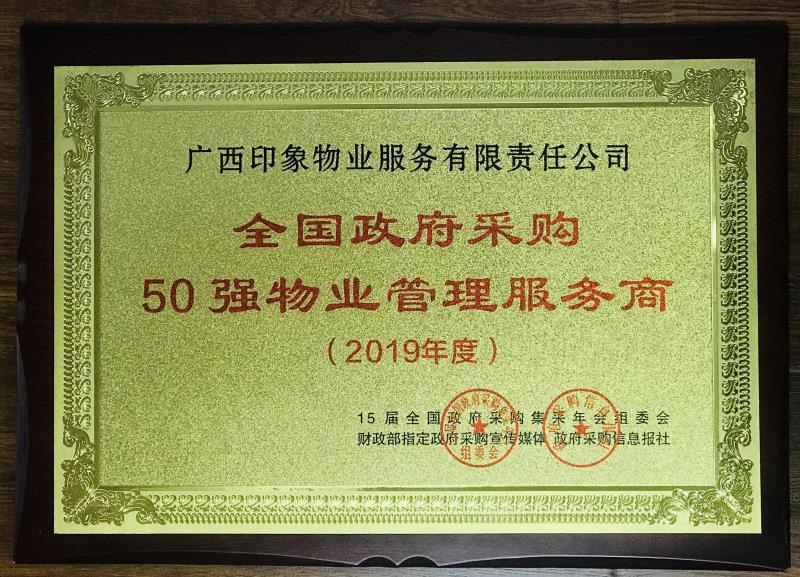 广西印象物业服务有限责任公司
全国政府采购
50强物业管理服务商
（2019年度）
15届全国政府采购集采年会组委会
财政部指定政府采购宣传媒体 政府采购信息报社
组委会